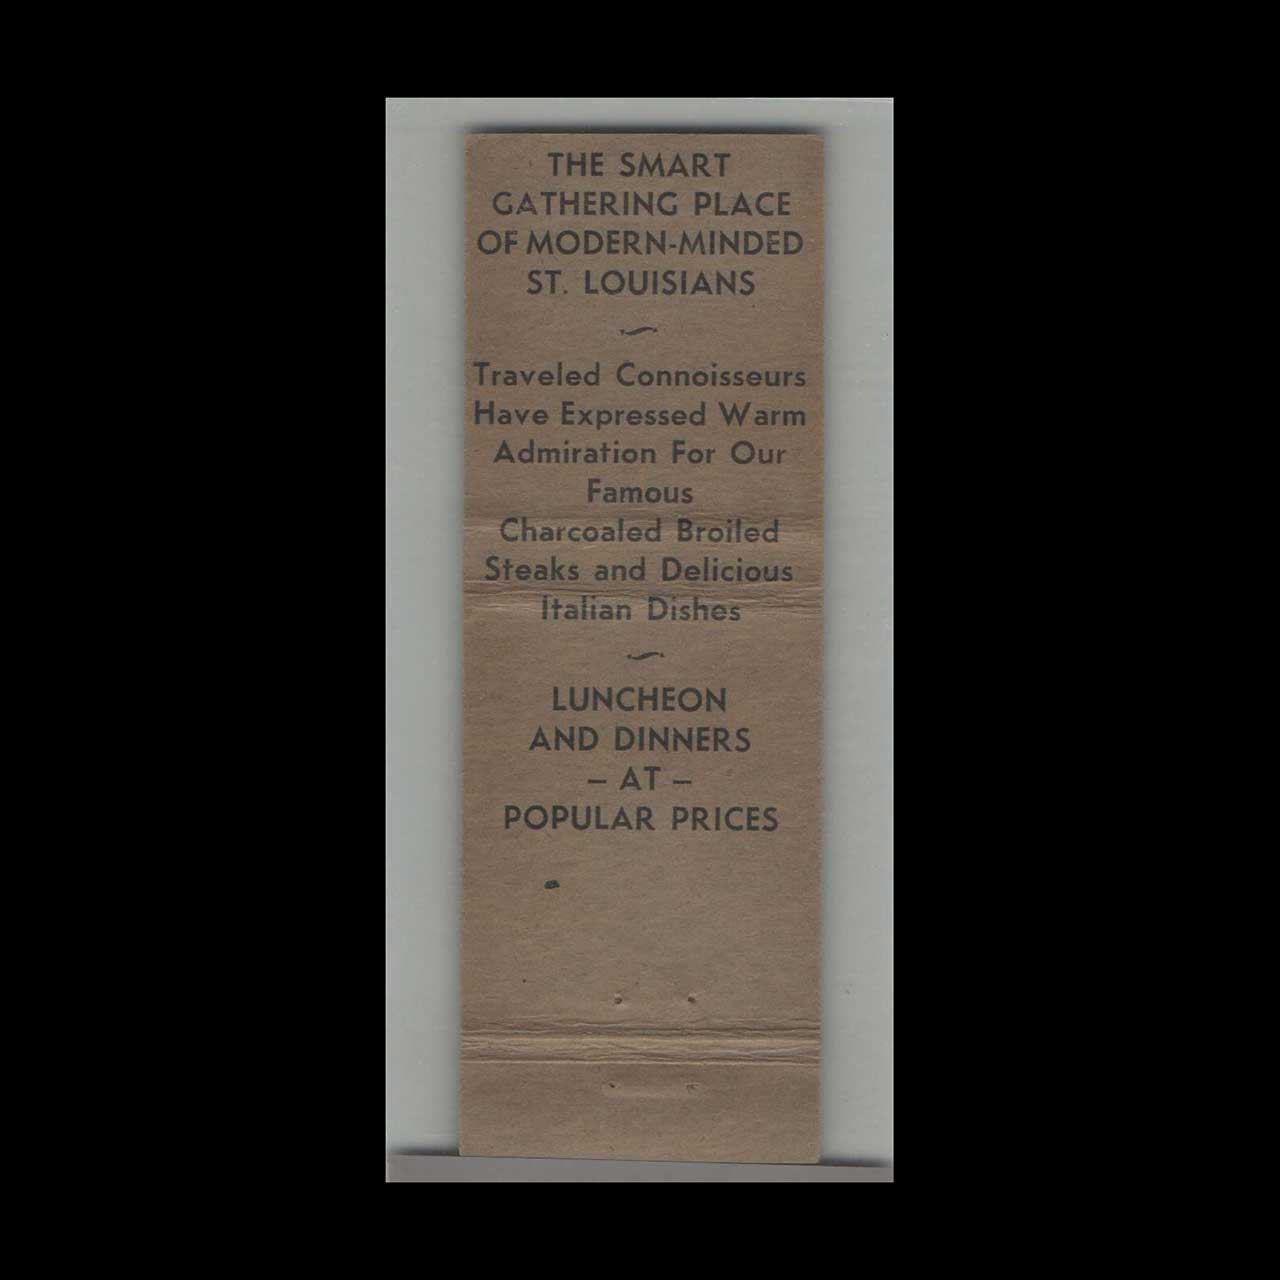 THE SMART
GATHERING PLACE
OF MODERN-MINDED
ST. LOUISIANS
Traveled Connoisseurs
Have Expressed Warm
Admiration For Our
Famous
Charcoaled Broiled
Steaks and Delicious
Italian Dishes
LUNCHEON
AND DINNERS
– AT –
POPULAR PRICES